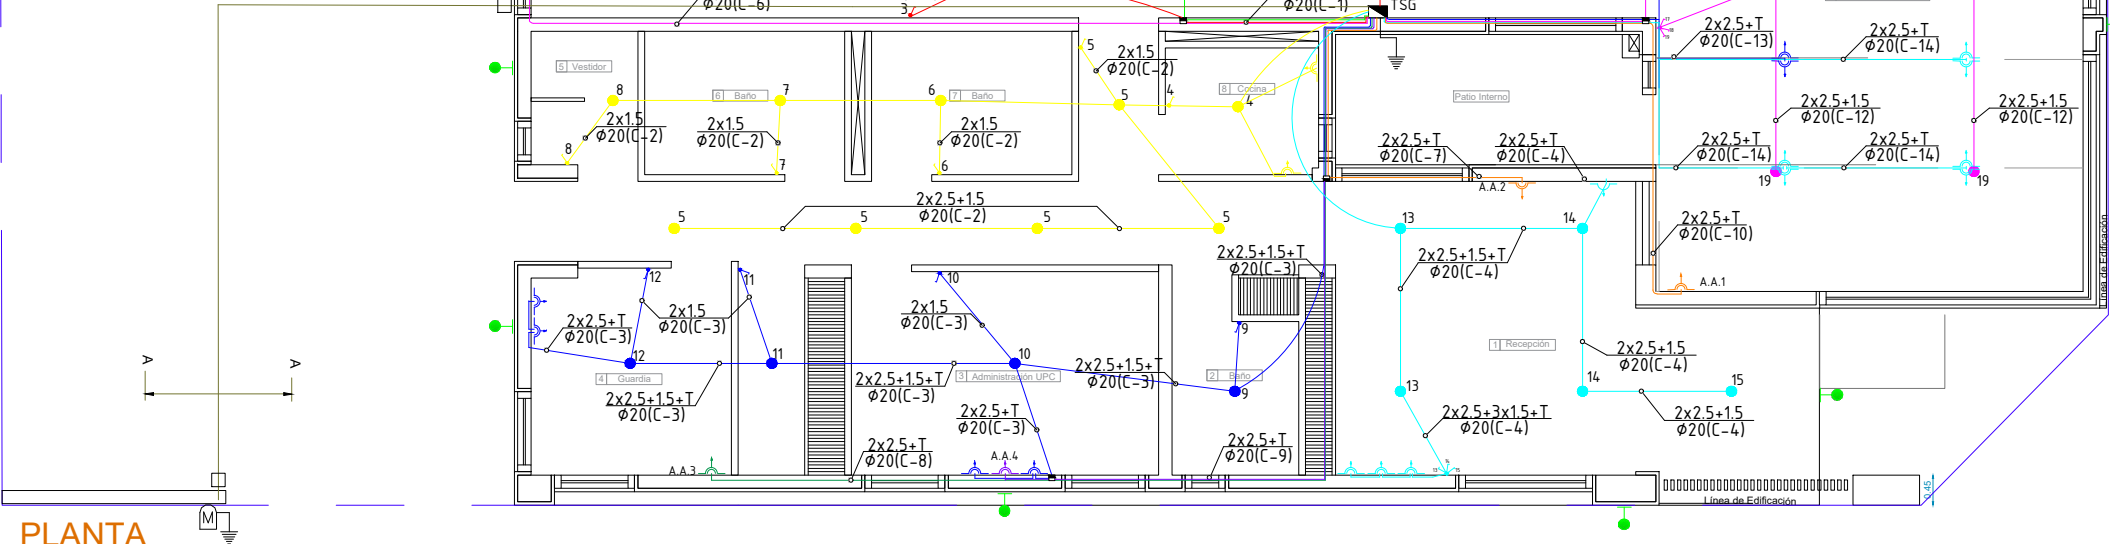 φ20(C-6)
3
φ20(C-1)
TSG
5 Vestidor
5
2x1.5
φ20(C-2)
2x2.5+T
φ20(C-13)
2x2.5+T
φ20(C-14)
8
6 Baño
7
6
7 Baño
5
4
8 Cocina
4
Patio Interno
2x1.5
φ20(C-2)
2x1.5
φ20(C-2)
2x1.5
φ20(C-2)
2x2.5+1.5
φ20(C-12)
2x2.5+1.5
φ20(C-12)
8
7
6
2x2.5+T
φ20(C-7)
2x2.5+T
φ20(C-4)
2x2.5+T
φ20(C-14)
2x2.5+T
φ20(C-14)
A.A.2
19
19
2x2.5+1.5
φ20(C-2)
5
5
5
5
13
14
2x2.5+T
φ20(C-10)
Línea de Edificación
2x2.5+1.5+T
φ20(C-3)
2x2.5+1.5+T
φ20(C-4)
12
11
10
A.A.1
2x2.5+T
φ20(C-3)
2x1.5
φ20(C-3)
2x1.5
φ20(C-3)
9
1 Recepción
2x2.5+1.5
φ20(C-4)
A
A
12
11
10
4 Guardia
3 Administración UPC
2 Baño
2x2.5+1.5+T
φ20(C-3)
2x2.5+1.5+T
φ20(C-3)
2x2.5+1.5+
φ20(C-3)
9
13
14
15
2x2.5+T
φ20(C-3)
2x2.5+3x1.5+T
φ20(C-4)
2x2.5+1.5
φ20(C-4)
A.A.3
2x2.5+T
φ20(C-8)
A.A.4
2x2.5+T
φ20(C-9)
13
14
15
Línea de Edificación
0.45
M
PLANTA